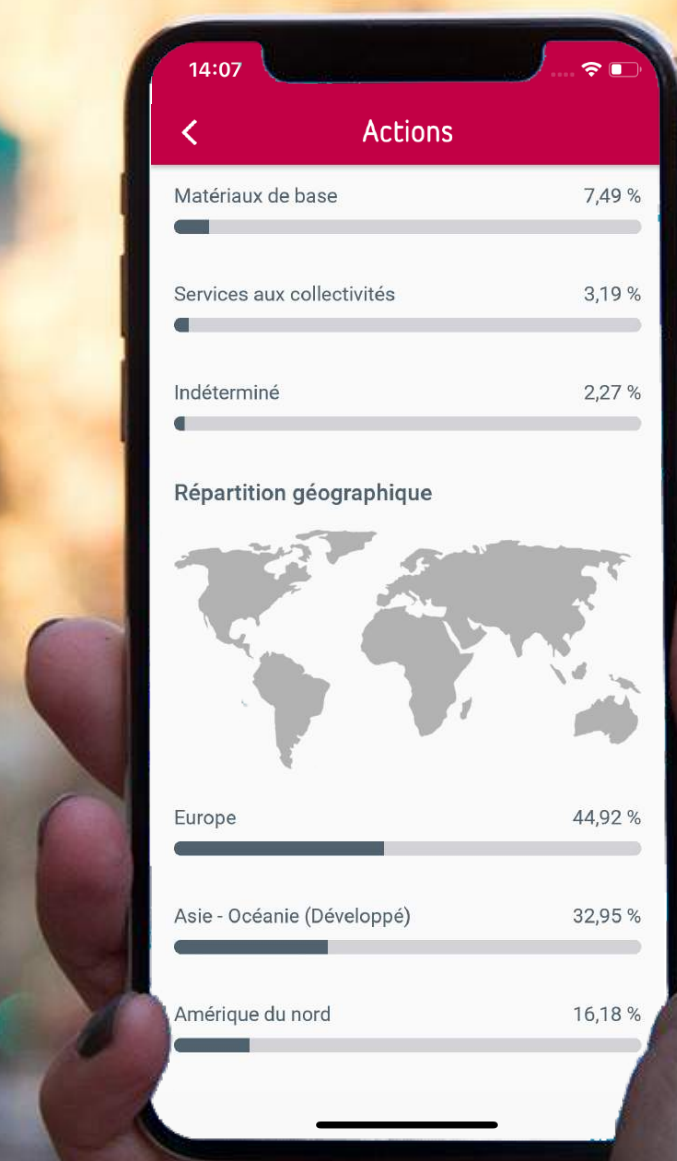 14:07
Actions
Matériaux de base 7,49 %
Services aux collectivités 3,19 %
Indéterminé 2,27 %
Répartition géographique
Europe 44,92 %
Asie - Océanie (Développé) 32,95 %
Amérique du nord 16,18 %